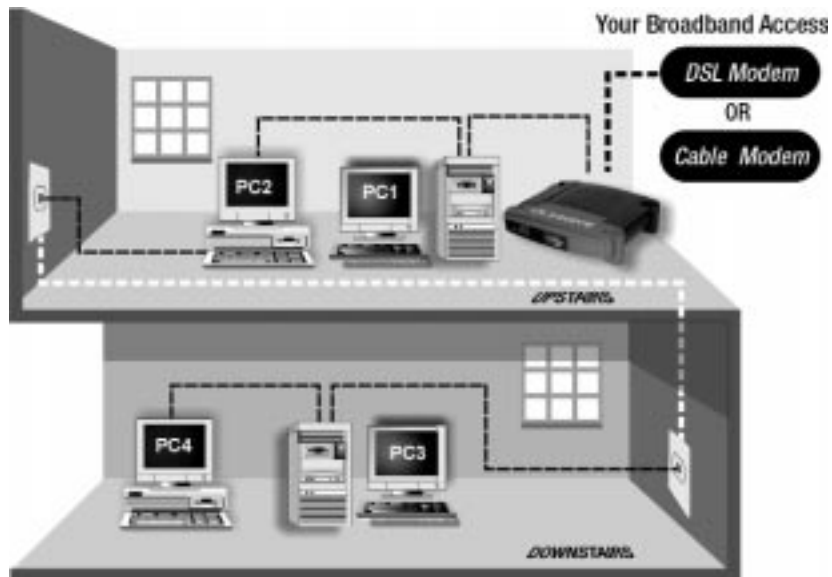 Your Broadband Access
DSL Modem
OR
Cable Modem
PC2
PC1
UPSTAIRS
PC4
PC3
DOWNSTAIRS